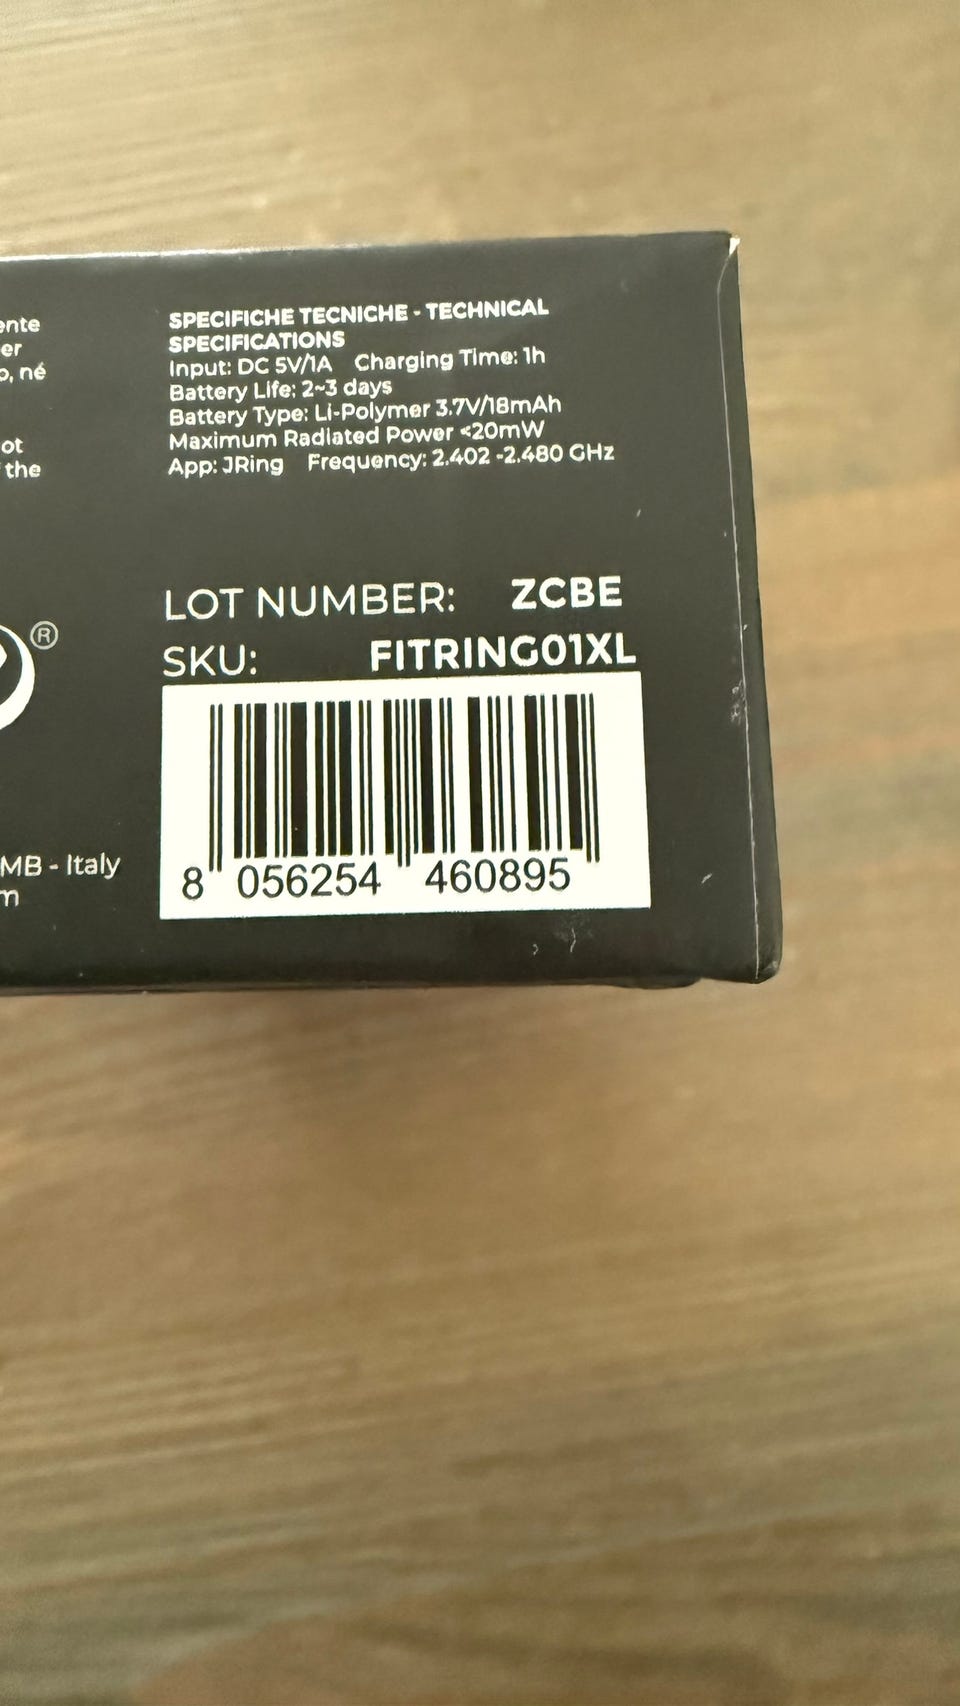 ente
er
o, né
ot
the
®
MB - Italy
m
SPECIFICHE TECNICHE - TECHNICAL
SPECIFICATIONS
Input: DC 5V/1A Charging Time: 1h
Battery Life: 2~3 days
Battery Type: Li-Polymer 3.7V/18mAh
Maximum Radiated Power <20mW
App: JRing Frequency: 2.402 -2.480 GHz
LOT NUMBER: ZCBE
SKU: FITRING01XL
8 056254 460895